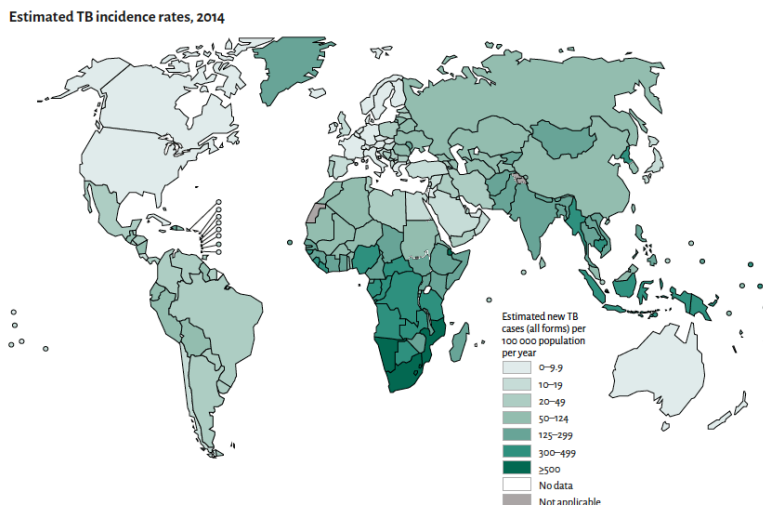 Estimated TB incidence rates, 2014
Estimated new TB
cases (all forms) per
100 000 population
per year
0–9.9
10–19
20–49
50–124
125–299
300–499
≥500
No data
Not applicable